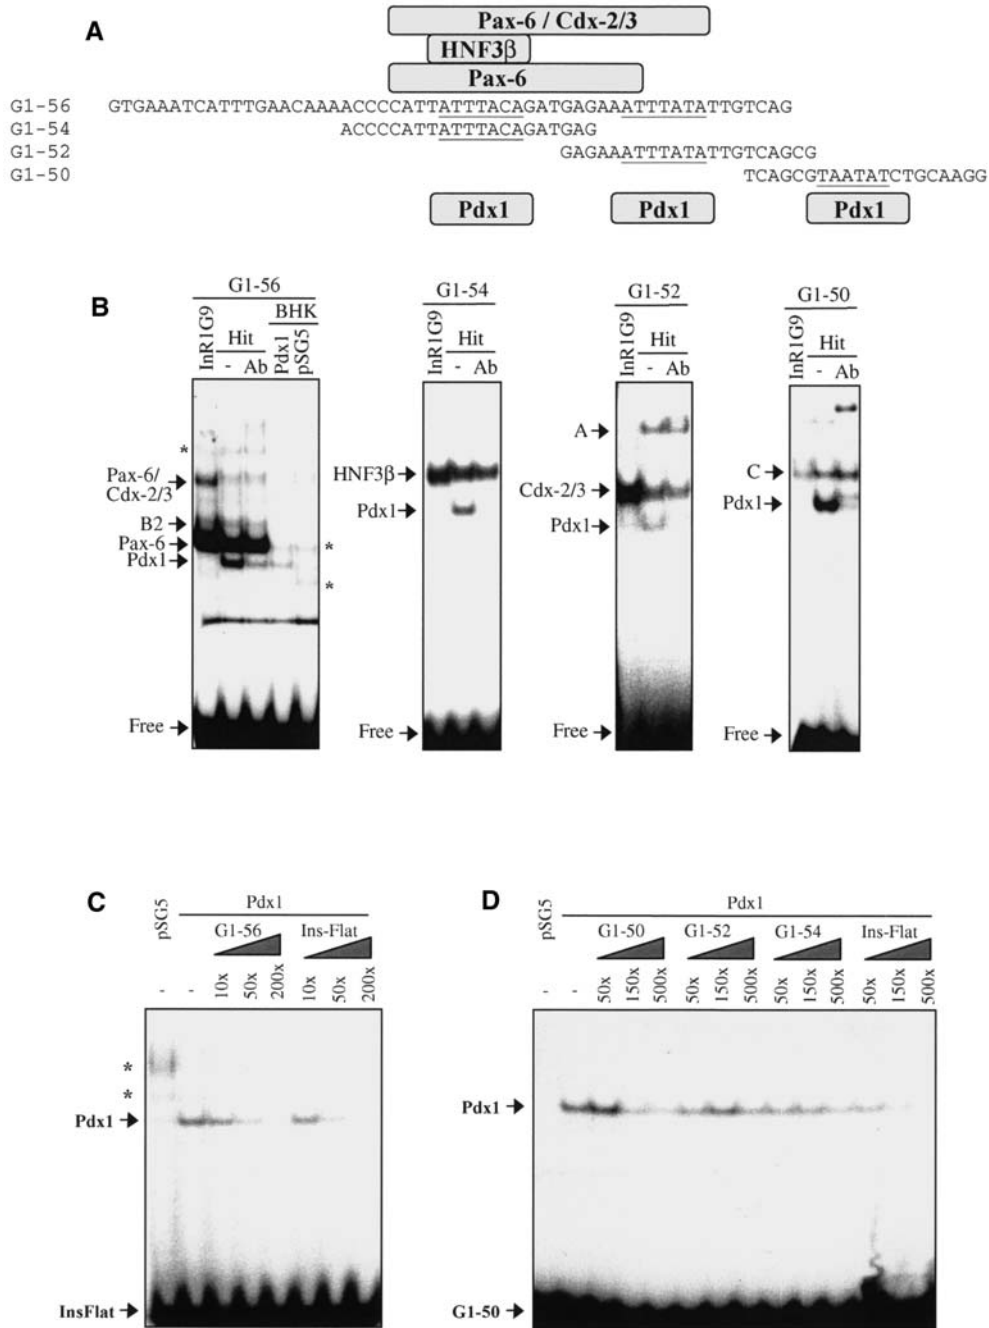 A
Pax-6 / Cdx-2/3
HNF3β
Pax-6
G1-56 GTGAAATCATTTGAACAAAACCCCATTATTTACAGATGAGAAATTTATATTGTCAG
G1-54 ACCCCATTATTTACAGATGAG
G1-52 GAGAAATTTATATTGTCAGCG
G1-50 TCAGCGTAATATCTGCAAGG
Pdx1 Pdx1 Pdx1
B
G1-56
BHK
InR1G9
Hit
- Ab
Pdx1
pSG5
*
Pax-6/
Cdx-2/3
B2
Pax-6
*
Pdx1
*
Free
G1-54
InR1G9
Hit
- Ab
HNF3β
Pdx1
Free
G1-52
InR1G9
Hit
- Ab
A
Cdx-2/3
Pdx1
Free
G1-50
InR1G9
Hit
- Ab
C
Pdx1
Free
C
pSG5
Pdx1
G1-56 Ins-Flat
- - 10x 50x 200x 10x 50x 200x
*
*
Pdx1
InsFlat
D
pSG5
Pdx1
G1-50 G1-52 G1-54 Ins-Flat
- - 50x 150x 500x 50x 150x 500x 50x 150x 500x 50x 150x 500x
Pdx1
G1-50